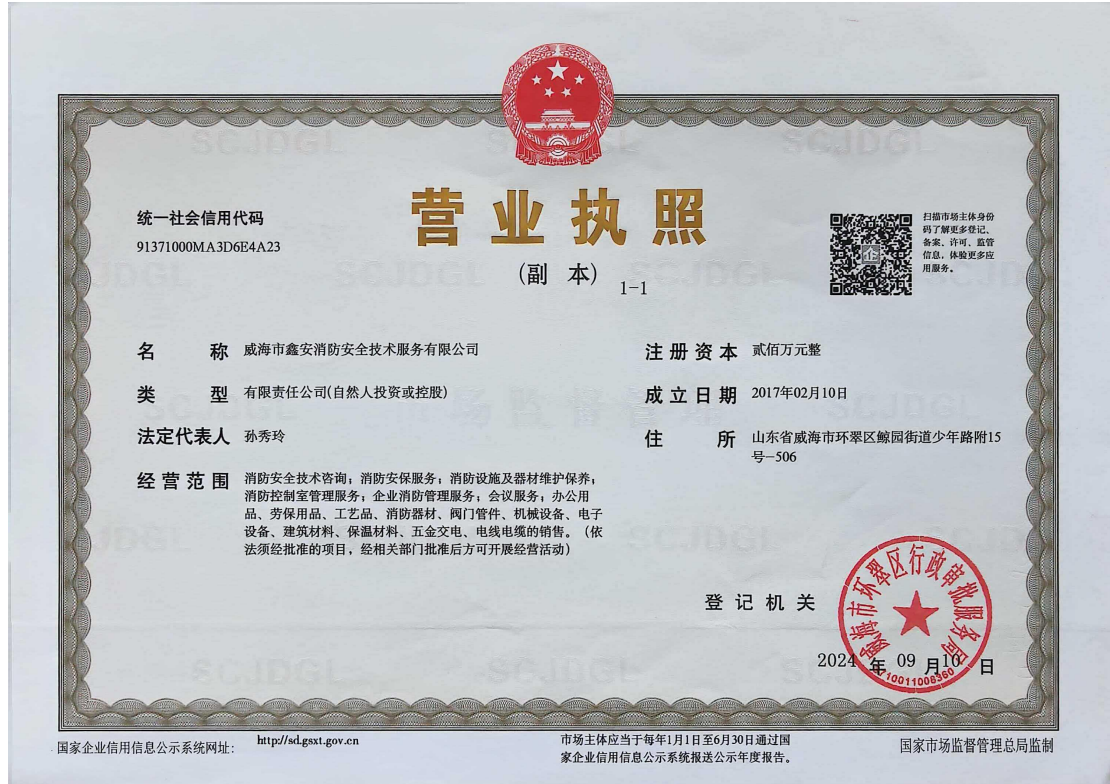 统一社会信用代码
91371000MA3D6E4A23
营业执照
(副 本)
1-1
扫描市场主体身份
码了解更多登记、
备案、许可、监管
信息，体验更多应
用服务。
名 称 威海市鑫安消防安全技术服务有限公司
类 型 有限责任公司(自然人投资或控股)
法定代表人 孙秀玲
经营范围 消防安全技术咨询；消防安保服务；消防设施及器材维护保养；
消防控制室管理服务；企业消防管理服务；会议服务；办公用
品、劳保用品、工艺品、消防器材、阀门管件、机械设备、电子
设备、建筑材料、保温材料、五金交电、电线电缆的销售。（依
法须经批准的项目，经相关部门批准后方可开展经营活动）
注册资本 贰佰万元整
成立日期 2017年02月10日
住 所 山东省威海市环翠区鲸园街道少年路附15
号-506
登记机关
威海市环翠区行政审批服务局
2024 年 09 月 10 日
国家企业信用信息公示系统网址：
http://sd.gsxt.gov.cn
市场主体应当于每年1月1日至6月30日通过国
家企业信用信息公示系统报送公示年度报告。
国家市场监督管理总局监制